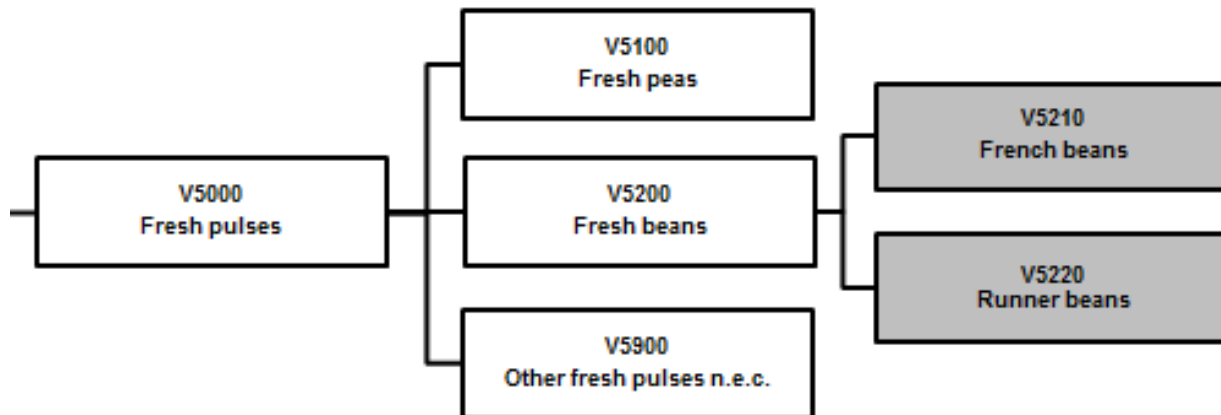 V5100
Fresh peas
V5000
Fresh pulses
V5200
Fresh beans
V5900
Other fresh pulses n.e.c.
V5210
French beans
V5220
Runner beans